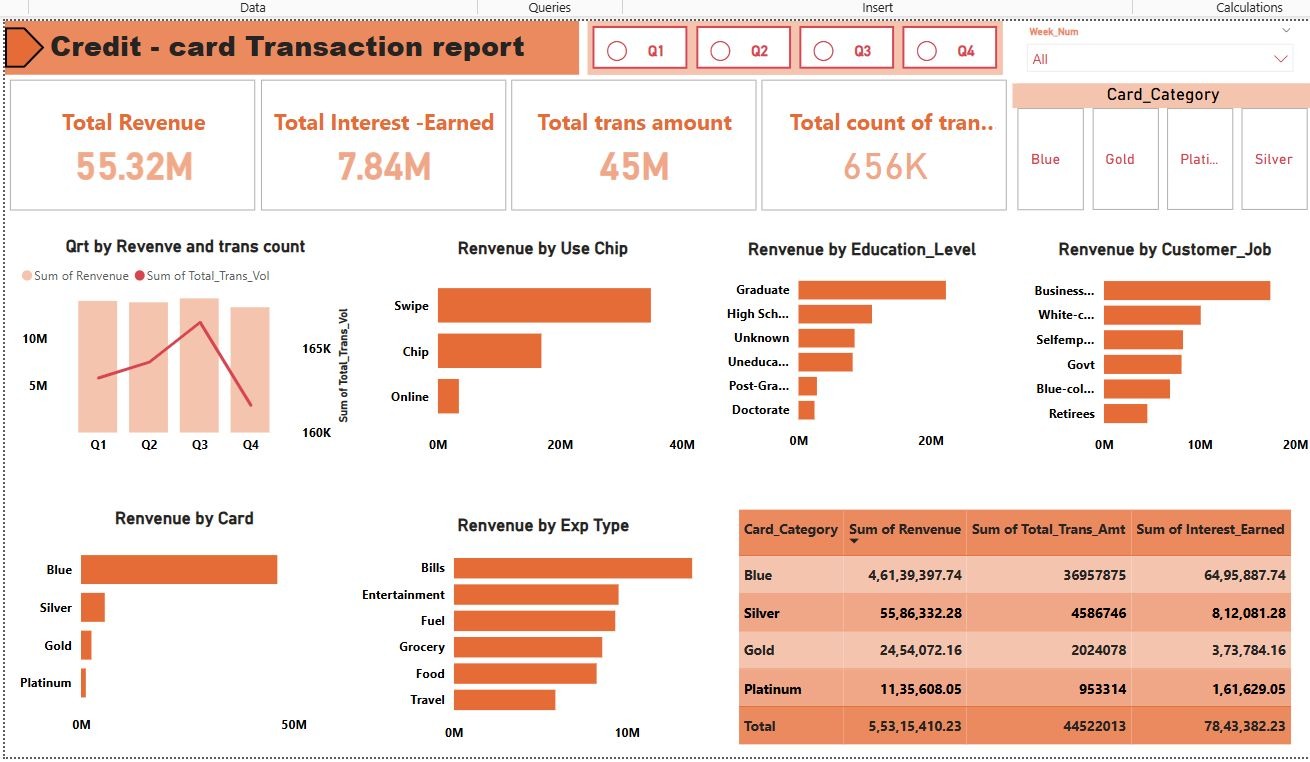 Data Queries Insert Calculations
Credit - card Transaction report
Q1 Q2 Q3 Q4
Week_Num
All
Card_Category
Blue Gold Plati... Silver
Total Revenue
55.32M
Total Interest -Earned
7.84M
Total trans amount
45M
Total count of tran..
656K
Qrt by Revenve and trans count
Sum of Renvenue Sum of Total_Trans_Vol
10M
5M
165K
160K
Sum of Total_Trans_Vol
Q1 Q2 Q3 Q4
Renvenue by Use Chip
Swipe
Chip
Online
0M 20M 40M
Renvenue by Education_Level
Graduate
High Sch...
Unknown
Uneduca...
Post-Gra...
Doctorate
0M 20M
Renvenue by Customer_Job
Business...
White-c...
Selfemp...
Govt
Blue-col...
Retirees
0M 10M 20M
Renvenue by Card
Blue
Silver
Gold
Platinum
0M 50M
Renvenue by Exp Type
Bills
Entertainment
Fuel
Grocery
Food
Travel
0M 10M
Card_Category Sum of Renvenue Sum of Total_Trans_Amt Sum of Interest_Earned
Blue 4,61,39,397.74 36957875 64,95,887.74
Silver 55,86,332.28 4586746 8,12,081.28
Gold 24,54,072.16 2024078 3,73,784.16
Platinum 11,35,608.05 953314 1,61,629.05
Total 5,53,15,410.23 44522013 78,43,382.23